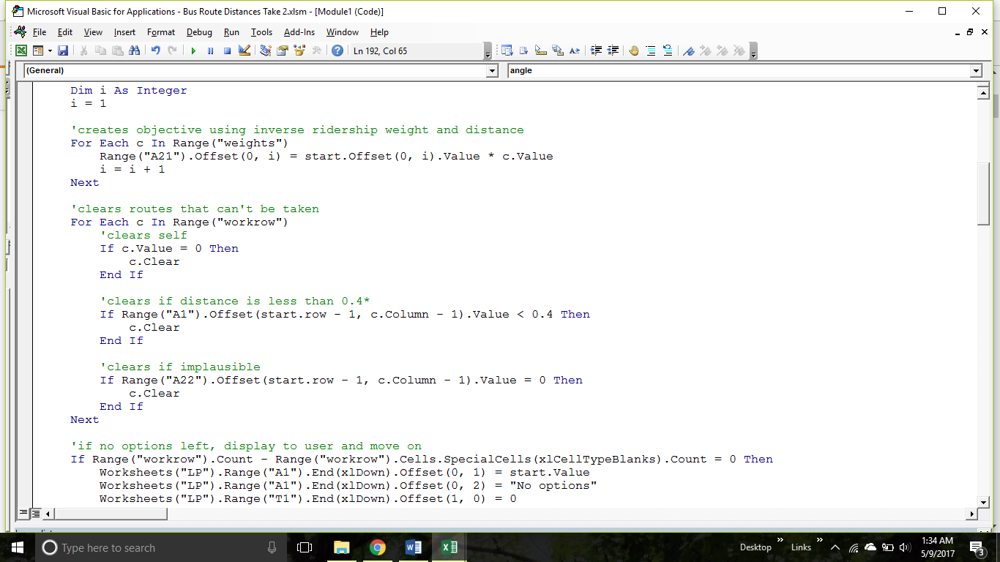 Microsoft Visual Basic for Applications - Bus Route Distances Take 2.xlsm - [Module1 (Code)]
File Edit View Insert Format Debug Run Tools Add-Ins Window Help
Ln 192, Col 65
(General) angle
Dim i As Integer
i = 1
'creates objective using inverse ridership weight and distance
For Each c In Range("weights")
Range("A21").Offset(0, i) = start.Offset(0, i).Value * c.Value
i = i + 1
Next
'clears routes that can't be taken
For Each c In Range("workrow")
'clears self
If c.Value = 0 Then
c.Clear
End If
'clears if distance is less than 0.4*
If Range("A1").Offset(start.row - 1, c.Column - 1).Value < 0.4 Then
c.Clear
End If
'clears if implausible
If Range("A22").Offset(start.row - 1, c.Column - 1).Value = 0 Then
c.Clear
End If
Next
'if no options left, display to user and move on
If Range("workrow").Count - Range("workrow").Cells.SpecialCells(xlCellTypeBlanks).Count = 0 Then
Worksheets("LP").Range("A1").End(xlDown).Offset(0, 1) = start.Value
Worksheets("LP").Range("A1").End(xlDown).Offset(0, 2) = "No options"
Worksheets("LP").Range("T1").End(xlDown).Offset(1, 0) = 0
Type here to search
Desktop
Links
1:34 AM
5/9/2017
3